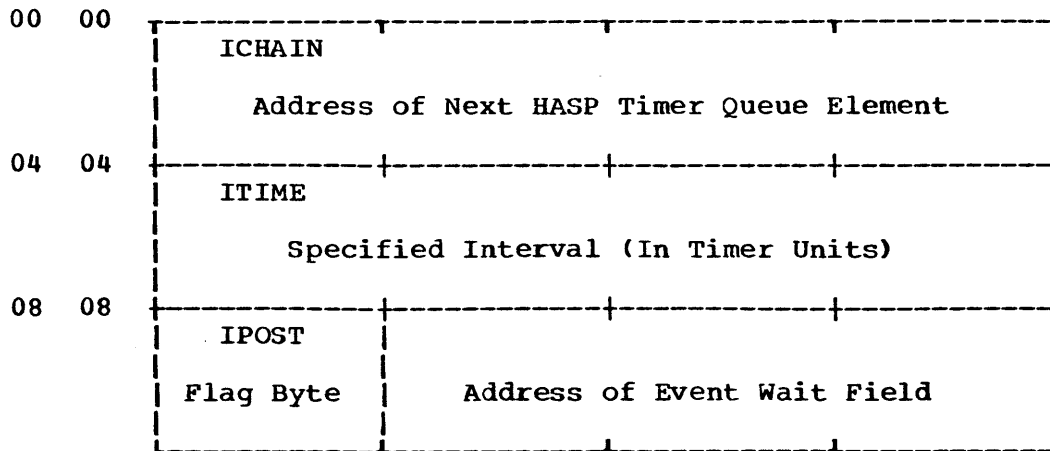 00 00
ICHAIN
Address of Next HASP Timer Queue Element
04 04
ITIME
Specified Interval (In Timer Units)
08 08
IPOST
Flag Byte Address of Event Wait Field